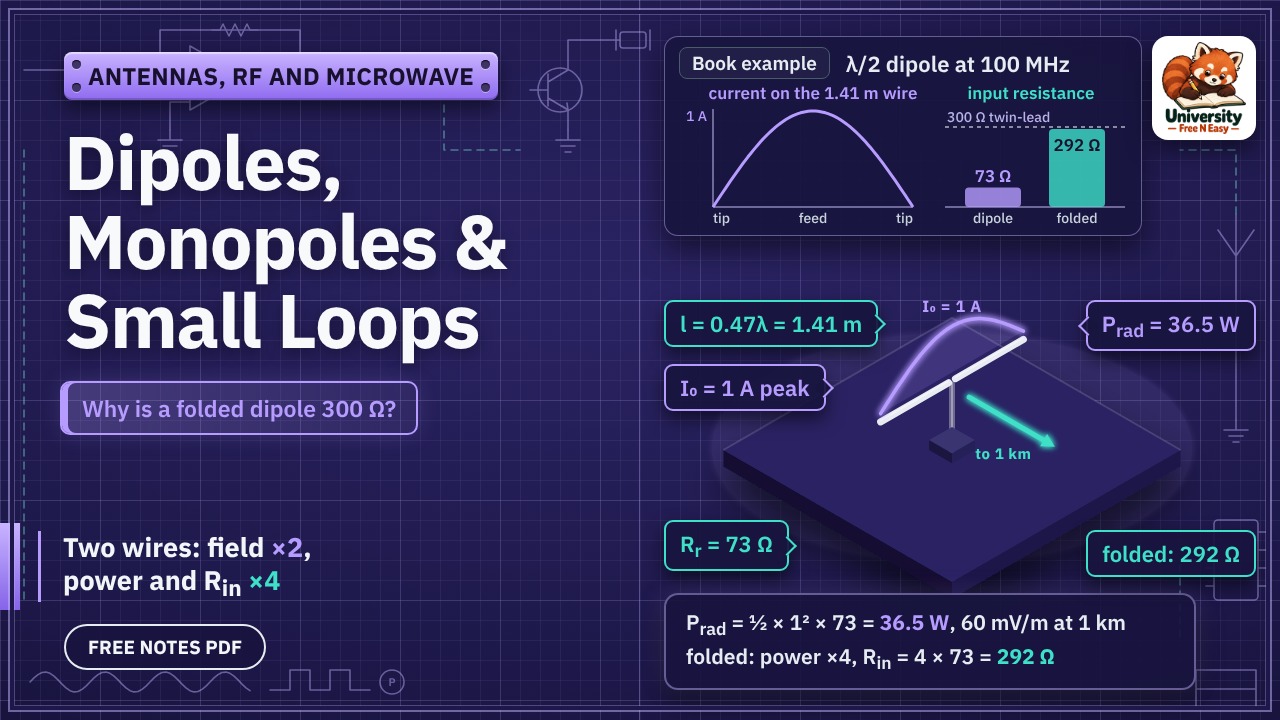 ANTENNAS, RF AND MICROWAVE
Dipoles,
Monopoles &
Small Loops
Why is a folded dipole 300 Ω?
Two wires: field ×2,
power and Rin ×4
FREE NOTES PDF
P
Book example
λ/2 dipole at 100 MHz
current on the 1.41 m wire
input resistance
1 A
300 Ω twin-lead
292 Ω
73 Ω
tip
feed
tip
dipole
folded
University
Free N Easy
l = 0.47λ = 1.41 m
I₀ = 1 A
Prad = 36.5 W
I₀ = 1 A peak
to 1 km
Rr = 73 Ω
folded: 292 Ω
Prad = ½ × 1² × 73 = 36.5 W, 60 mV/m at 1 km
folded: power ×4, Rin = 4 × 73 = 292 Ω